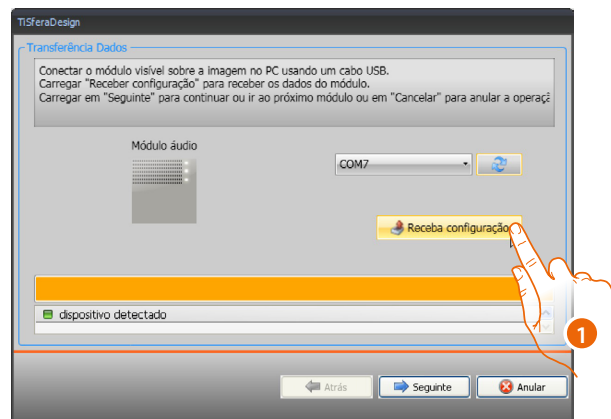 TiSferaDesign
Transferência Dados
Conectar o módulo visível sobre a imagem no PC usando um cabo USB.
Carregar "Receber configuração" para receber os dados do módulo.
Carregar em "Seguinte" para continuar ou ir ao próximo módulo ou em "Cancelar" para anular a operaçã
Módulo áudio
COM7
Receba configuração
dispositivo detectado
1
Atrás
Seguinte
Anular